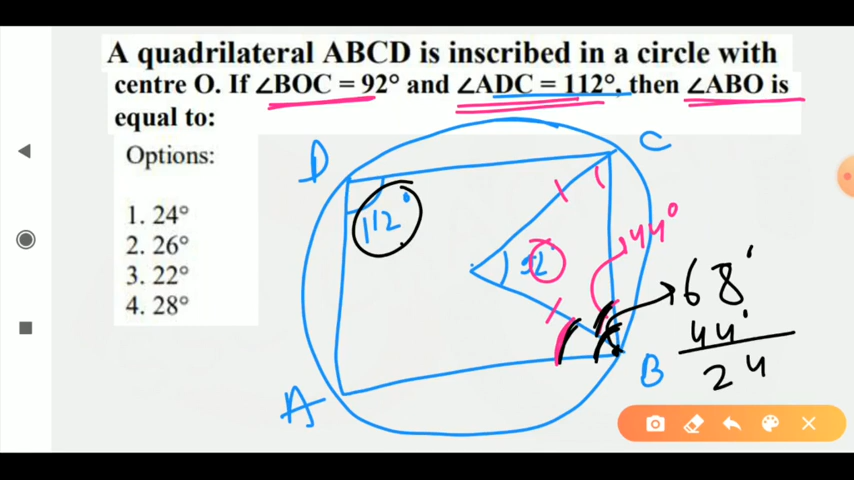 A quadrilateral ABCD is inscribed in a circle with
centre O. If ∠BOC = 92° and ∠ADC = 112°, then ∠ABO is
equal to:
Options:
1. 24°
2. 26°
3. 22°
4. 28°
D
C
112°
92
44°
68°
44°
24
B
A